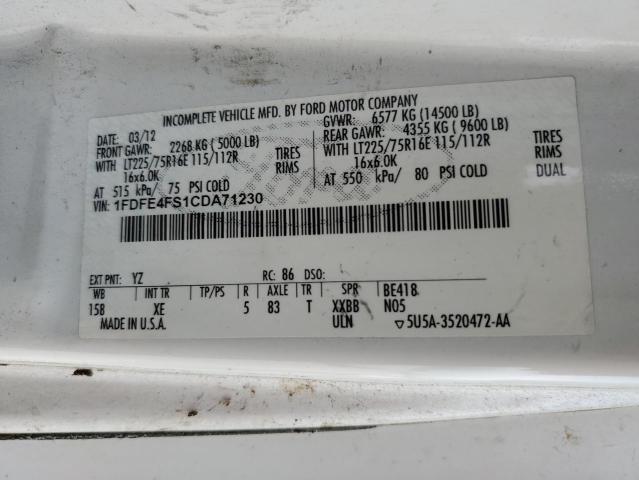 INCOMPLETE VEHICLE MFD. BY FORD MOTOR COMPANY
DATE: 03/12 GVWR: 6577 KG (14500 LB)
FRONT GAWR: 2268 KG ( 5000 LB) REAR GAWR: 4355 KG ( 9600 LB)
WITH LT225/75R16E 115/112R TIRES WITH LT225/75R16E 115/112R TIRES
16x6.0K RIMS 16x6.0K RIMS
AT 515 kPa/ 75 PSI COLD AT 550 kPa/ 80 PSI COLD DUAL
VIN: 1FDFE4FS1CDA71230
EXT PNT: YZ RC: 86 DSO:
WB INT TR TP/PS R AXLE TR SPR BE418
158 XE 5 83 T XXBB N05
MADE IN U.S.A. ULN ▽5U5A-3520472-AA